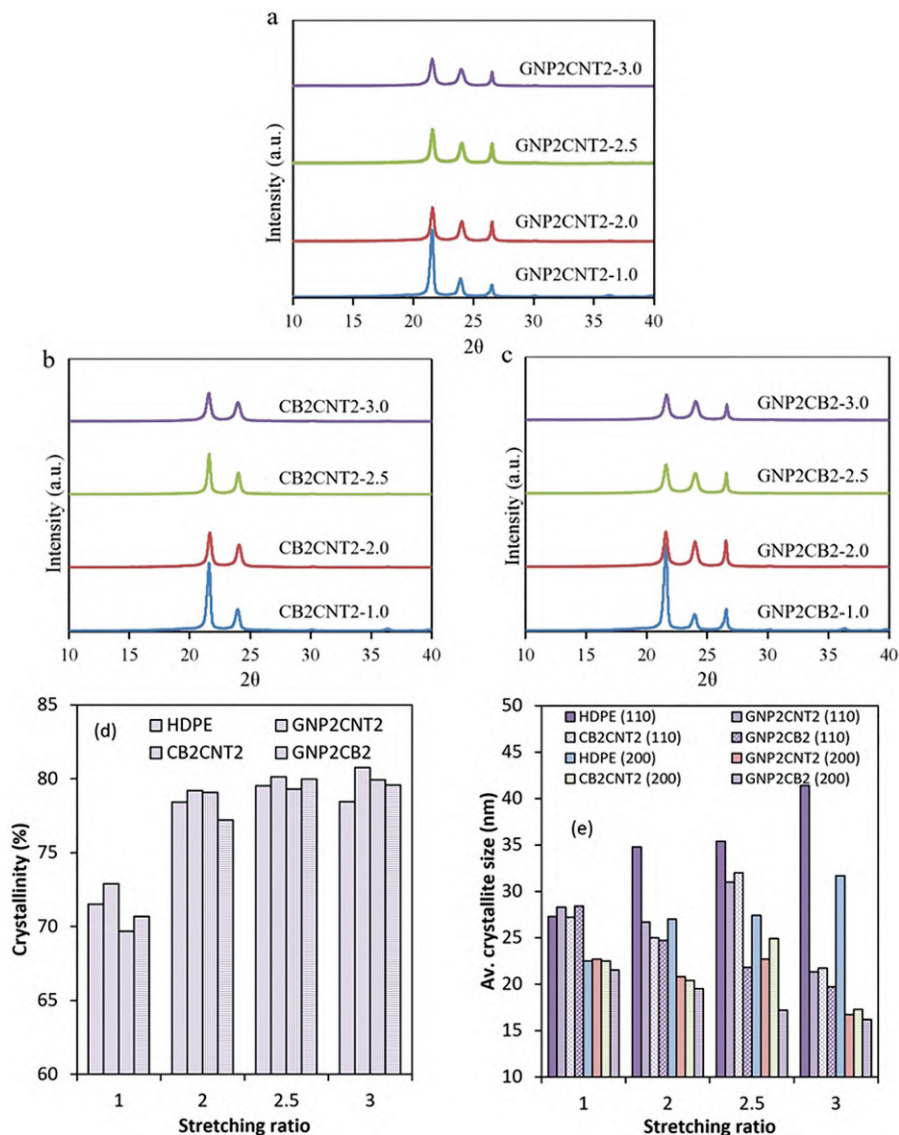 a
Intensity (a.u.)
GNP2CNT2-3.0
GNP2CNT2-2.5
GNP2CNT2-2.0
GNP2CNT2-1.0
10 15 20 25 30 35 40
2θ
b
Intensity (a.u.)
CB2CNT2-3.0
CB2CNT2-2.5
CB2CNT2-2.0
CB2CNT2-1.0
10 15 20 25 30 35 40
2θ
c
Intensity (a.u.)
GNP2CB2-3.0
GNP2CB2-2.5
GNP2CB2-2.0
GNP2CB2-1.0
10 15 20 25 30 35 40
2θ
(d)
HDPE GNP2CNT2
CB2CNT2 GNP2CB2
Crystallinity (%)
85
80
75
70
65
60
1 2 2.5 3
Stretching ratio
HDPE (110) GNP2CNT2 (110)
CB2CNT2 (110) GNP2CB2 (110)
HDPE (200) GNP2CNT2 (200)
CB2CNT2 (200) GNP2CB2 (200)
(e)
Av. crystallite size (nm)
50
45
40
35
30
25
20
15
10
1 2 2.5 3
Stretching ratio